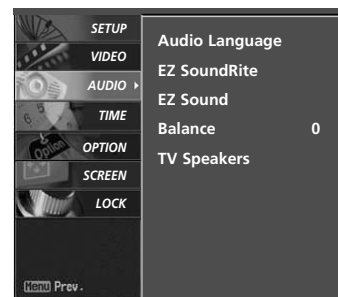 SETUP
VIDEO
AUDIO
TIME
OPTION
SCREEN
LOCK
Menu Prev.
Audio Language
EZ SoundRite
EZ Sound
Balance 0
TV Speakers